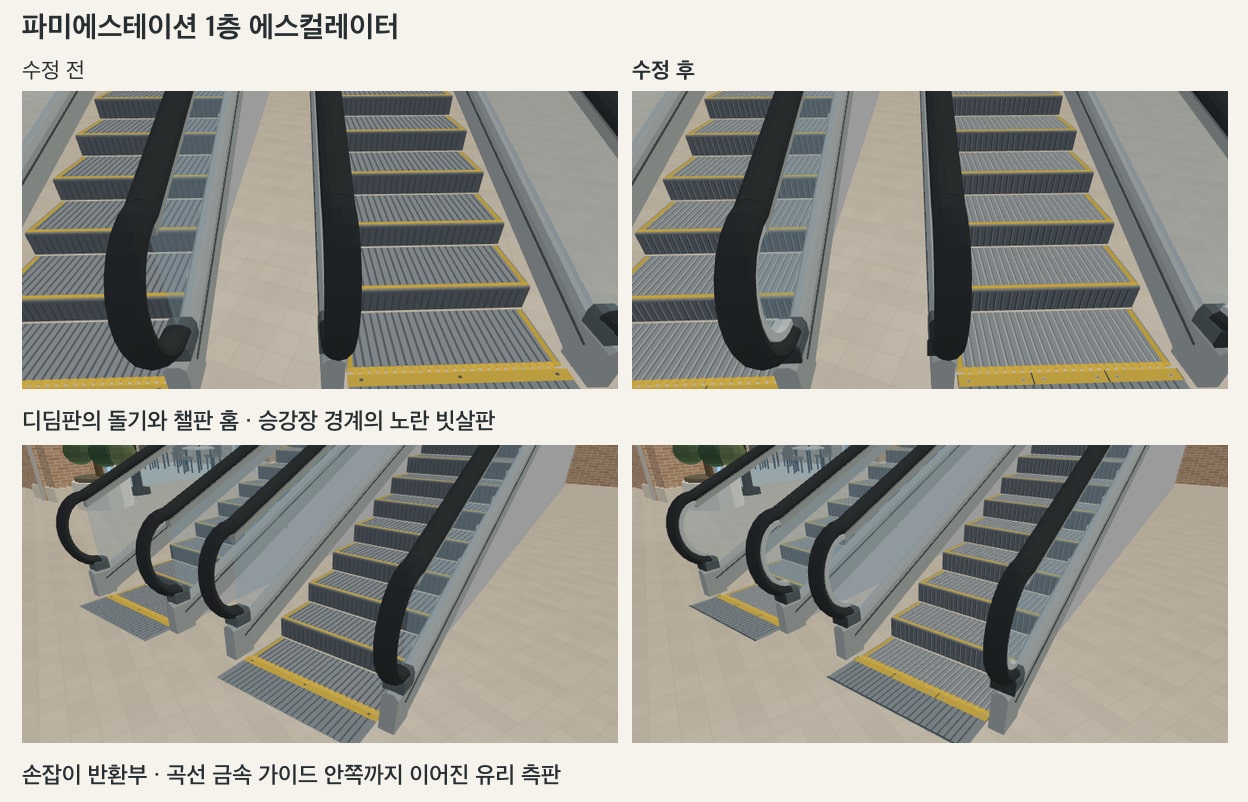 파미에스테이션 1층 에스컬레이터
수정 전
수정 후
디딤판의 돌기와 챌판 홈 · 승강장 경계의 노란 빗살판
손잡이 반환부 · 곡선 금속 가이드 안쪽까지 이어진 유리 측판